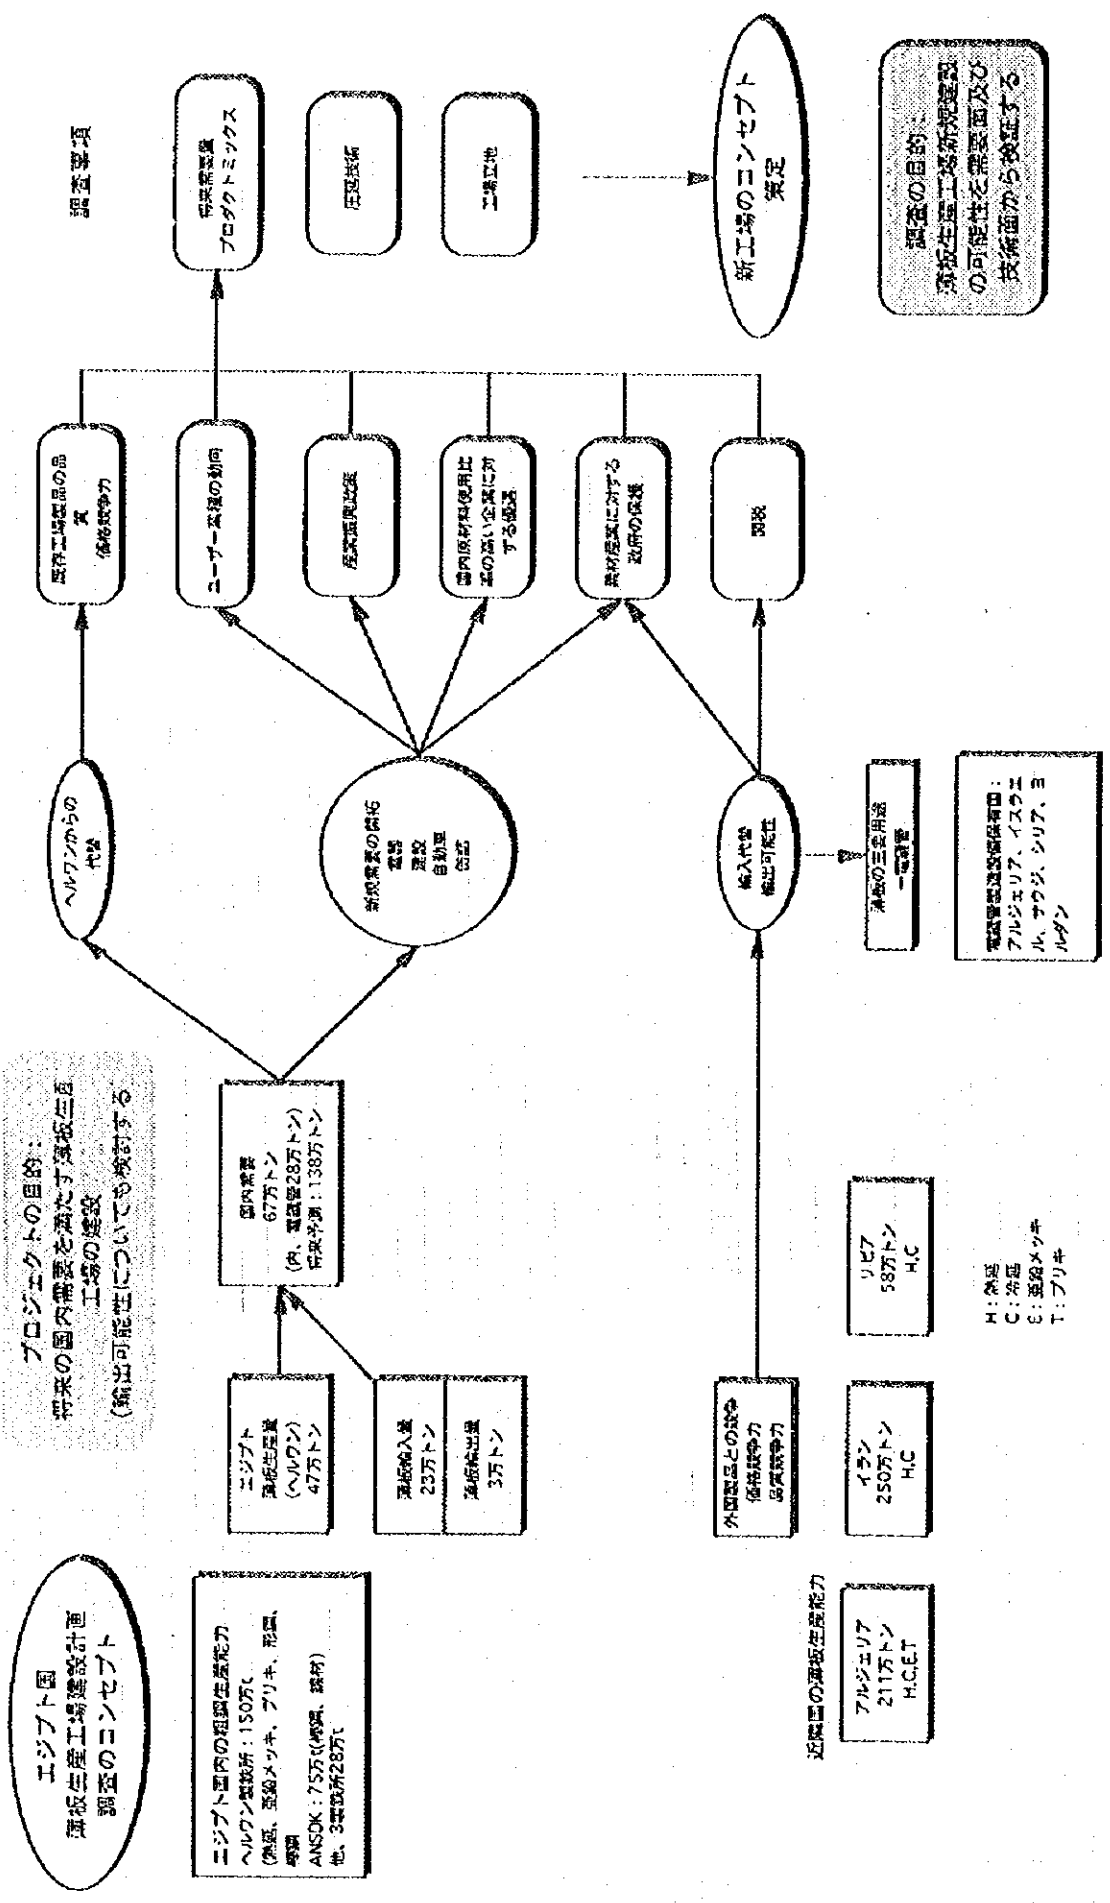 エジプト国
薄板生産工場建設計画
調査のコンセプト
プロジェクトの目的：
将来の国内需要を満たす薄板生産
工場の建設
(輸出可能性についても検討する)
調査事項
エジプト国内の粗鋼生産能力
ヘルワン製鉄所：150万t
(熱延、亜鉛メッキ、ブリキ、形鋼、
棒鋼
ANSDK：75万t(棒鋼、線材)
他、3製鉄所28万t
エジプト
薄板生産量
(ヘルワン)
47万トン
薄板輸入量
23万トン
薄板輸出量
3万トン
国内需要
67万トン
(内、電縫管28万トン)
将来予測：138万トン
ヘルワンからの
代替
新規需要の開拓
電器
建設
自動車
缶詰
既存工場製品の品
質
価格競争力
ユーザー業種の動向
産業振興政策
国内原材料使用比
率の高い企業に対
する優遇
素材産業に対する
政府の保護
関税
将来需要量
プロダクトミックス
圧延技術
工場立地
新工場のコンセプト
策定
外国製品との競争
価格競争力
品質競争力
輸入代替
輸出可能性
薄板の主要用途
ー電縫管
電縫管製造設備保有国：
アルジェリア、イスラエ
ル、サウジ、シリア、ヨ
ルダン
近隣国の薄板生産能力
アルジェリア
211万トン
H,C,E,T
イラン
250万トン
H,C
リビア
58万トン
H,C
H：熱延
C：冷延
E：亜鉛メッキ
T：ブリキ
調査の目的：
薄板生産工場新規建設
の可能性を需要面及び
技術面から検証する